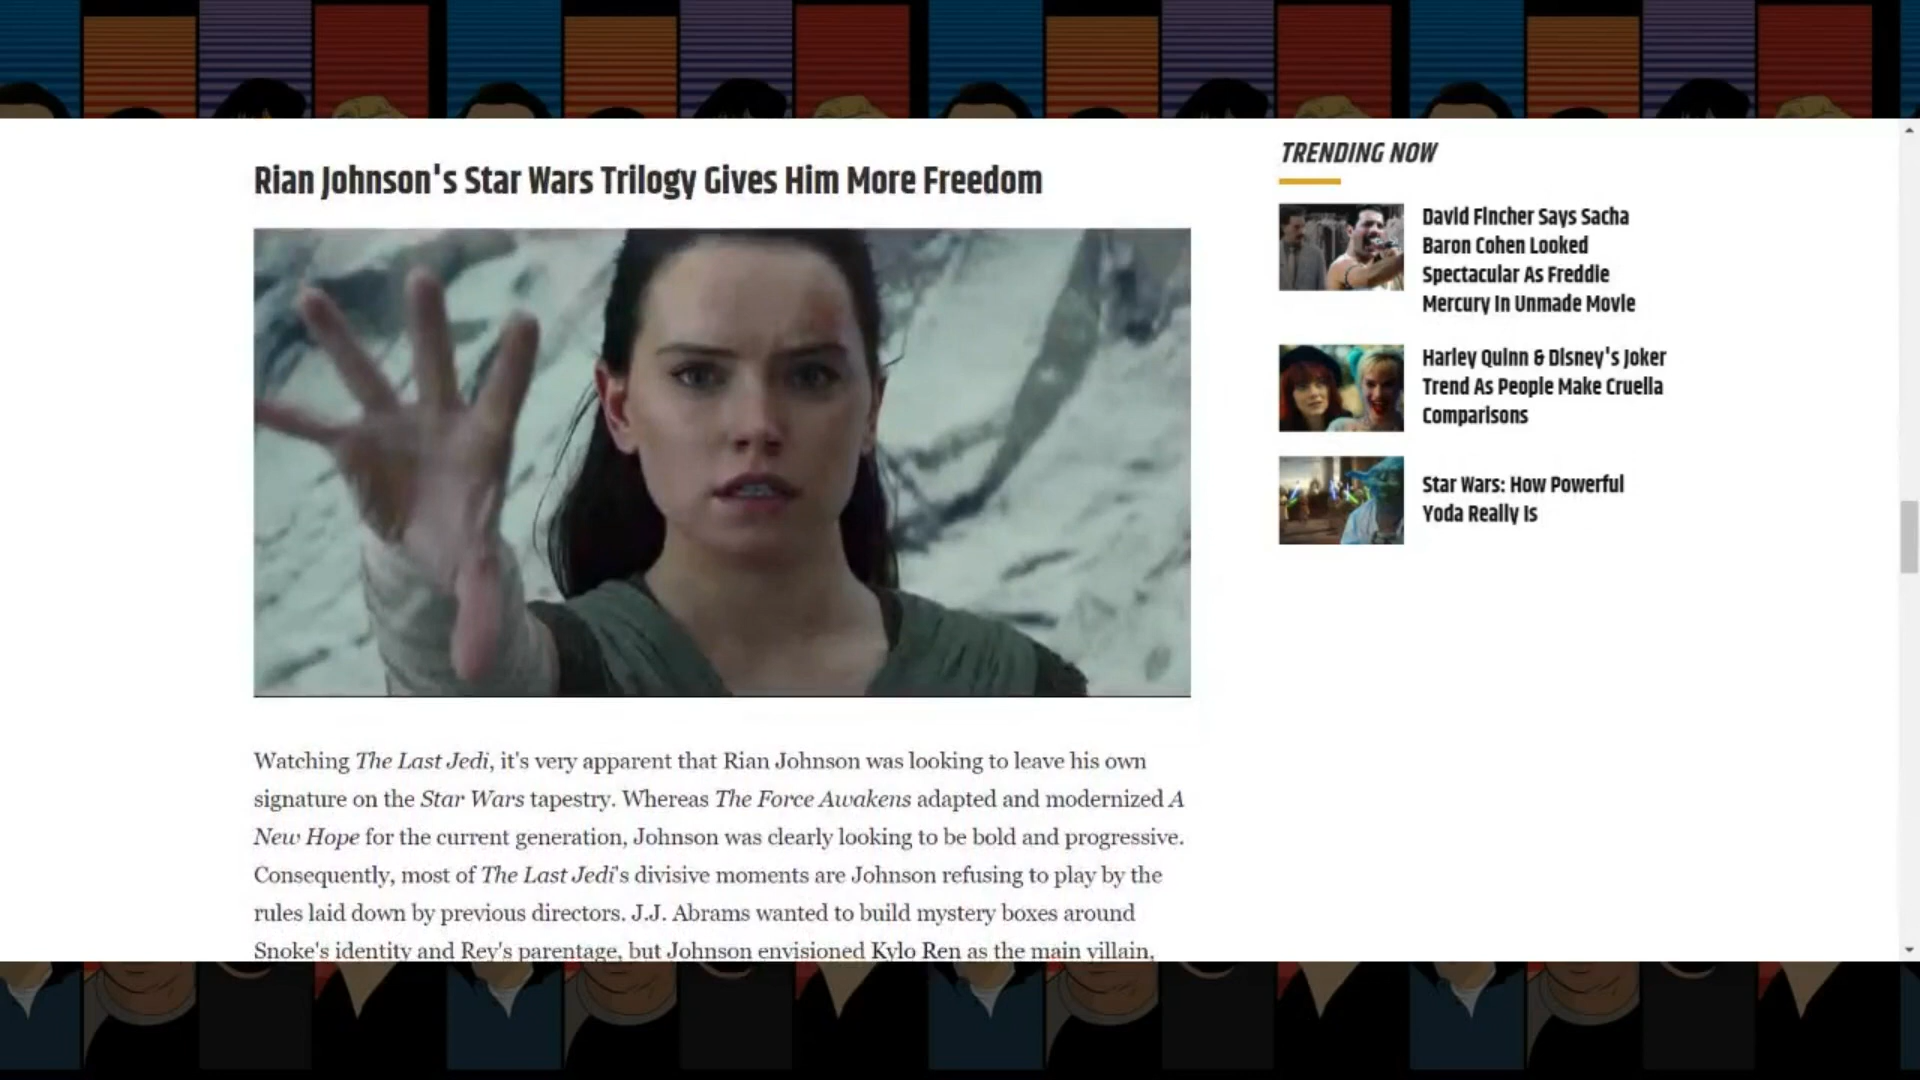 Rian Johnson's Star Wars Trilogy Gives Him More Freedom
Watching The Last Jedi, it's very apparent that Rian Johnson was looking to leave his own
signature on the Star Wars tapestry. Whereas The Force Awakens adapted and modernized A
New Hope for the current generation, Johnson was clearly looking to be bold and progressive.
Consequently, most of The Last Jedi's divisive moments are Johnson refusing to play by the
rules laid down by previous directors. J.J. Abrams wanted to build mystery boxes around
Snoke's identity and Rey's parentage, but Johnson envisioned Kylo Ren as the main villain,
TRENDING NOW
David Fincher Says Sacha
Baron Cohen Looked
Spectacular As Freddie
Mercury In Unmade Movie
Harley Quinn & Disney's Joker
Trend As People Make Cruella
Comparisons
Star Wars: How Powerful
Yoda Really Is